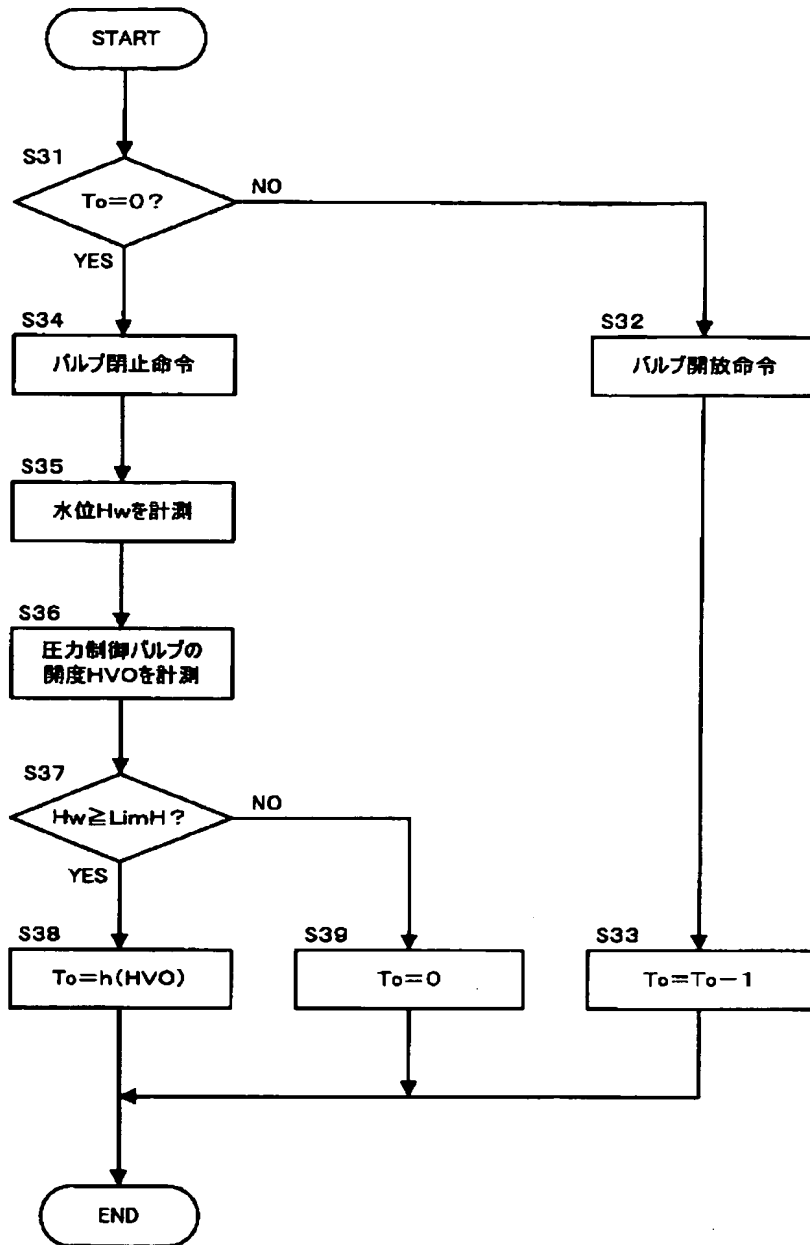 START
S31
To=0?
NO
YES
S34
バルブ閉止命令
S32
バルブ開放命令
S35
水位Hwを計測
S36
圧力制御バルブの
開度HVOを計測
S37
Hw≧LimH?
NO
YES
S38
To=h(HVO)
S39
To=0
S33
To=To-1
END